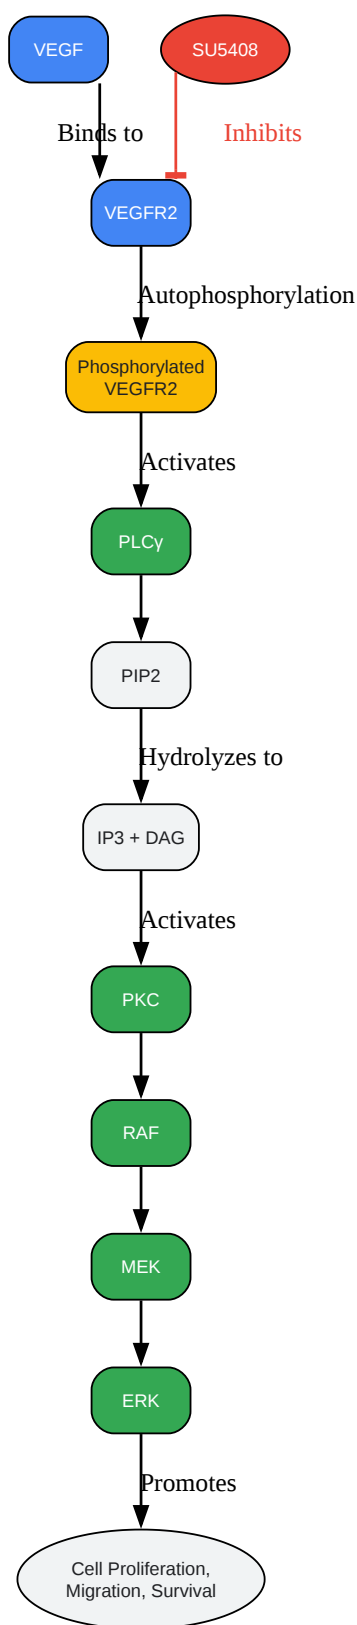 VEGF
SU5408
Binds to
Inhibits
VEGFR2
Autophosphorylation
Phosphorylated
VEGFR2
Activates
PLCγ
PIP2
Hydrolyzes to
IP3 + DAG
Activates
PKC
RAF
MEK
ERK
Promotes
Cell Proliferation,
Migration, Survival